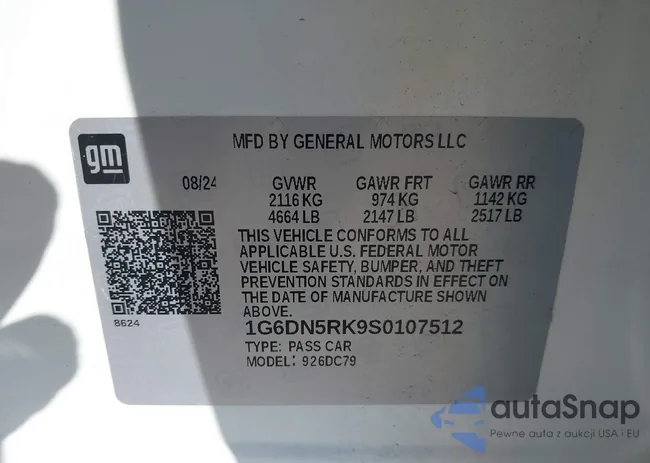 gm
MFD BY GENERAL MOTORS LLC
08/24 GVWR GAWR FRT GAWR RR
2116 KG 974 KG 1142 KG
4664 LB 2147 LB 2517 LB
THIS VEHICLE CONFORMS TO ALL
APPLICABLE U.S. FEDERAL MOTOR
VEHICLE SAFETY, BUMPER, AND THEFT
PREVENTION STANDARDS IN EFFECT ON
THE DATE OF MANUFACTURE SHOWN
ABOVE.
8624
1G6DN5RK9S0107512
TYPE: PASS CAR
MODEL: 926DC79
autaSnap
Pewne auta z aukcji USA i EU